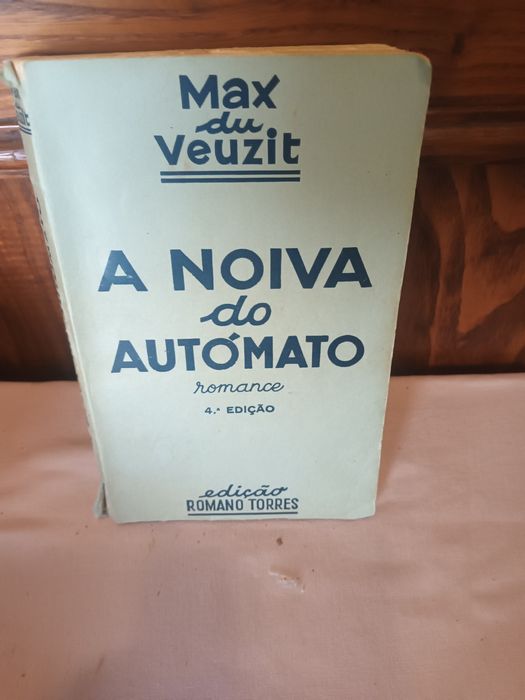 Max
du
Veuzit
A NOIVA
do
AUTÓMATO
romance
4.ª EDIÇÃO
edição
ROMANO TORRES